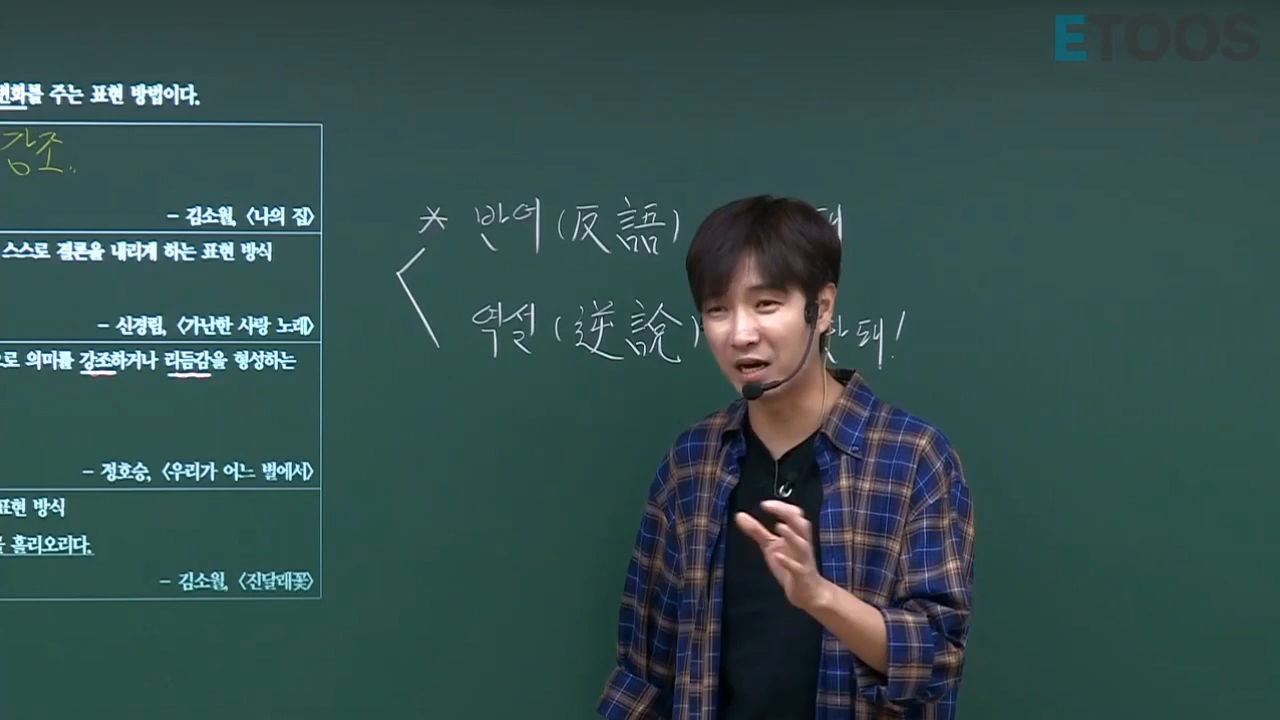 ETOOS
변화를 주는 표현 방법이다.
강조..
- 김소월, <나의 집>
스스로 결론을 내리게 하는 표현 방식
- 신경림, <가난한 사랑 노래>
로 의미를 강조하거나 리듬감을 형성하는
- 정호승, <우리가 어느 별에서>
표현 방식
흘리오리다.
- 김소월, <진달래꽃>
* 반어 (反語)
역설 (逆說)